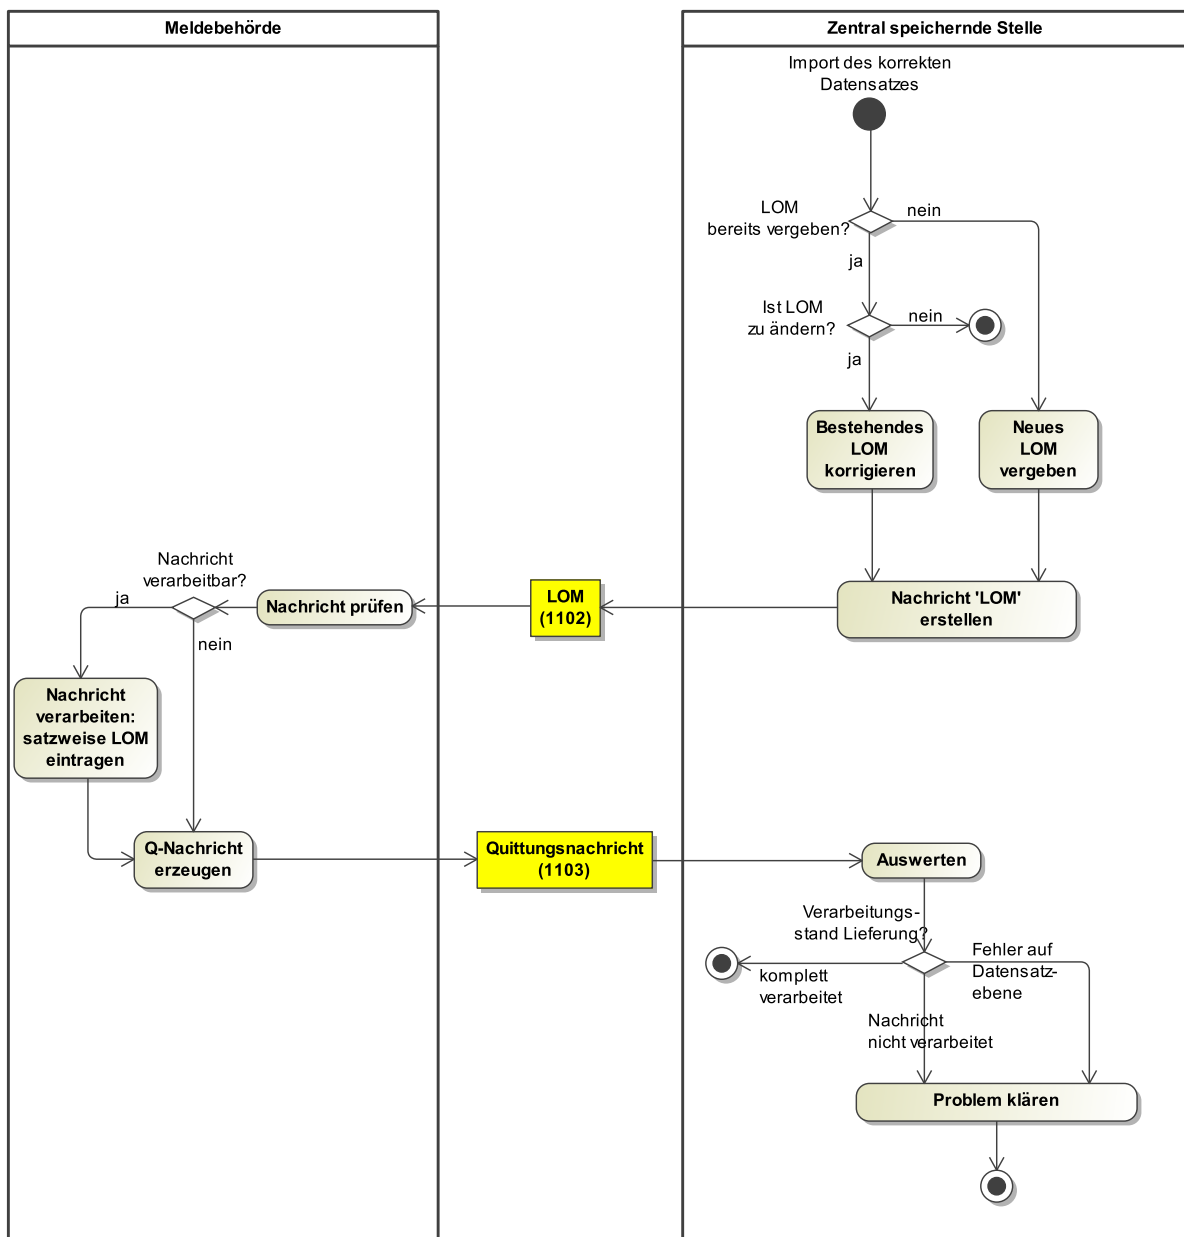 Meldebehörde
Zentral speichernde Stelle
Import des korrekten
Datensatzes
LOM
bereits vergeben?
nein
ja
Ist LOM
zu ändern?
nein
ja
Bestehendes
LOM
korrigieren
Neues
LOM
vergeben
Nachricht 'LOM'
erstellen
LOM
(1102)
Nachricht prüfen
Nachricht
verarbeitbar?
ja
nein
Nachricht
verarbeiten:
satzweise LOM
eintragen
Q-Nachricht
erzeugen
Quittungsnachricht
(1103)
Auswerten
Verarbeitungs-
stand Lieferung?
komplett
verarbeitet
Fehler auf
Datensatz-
ebene
Nachricht
nicht verarbeitet
Problem klären